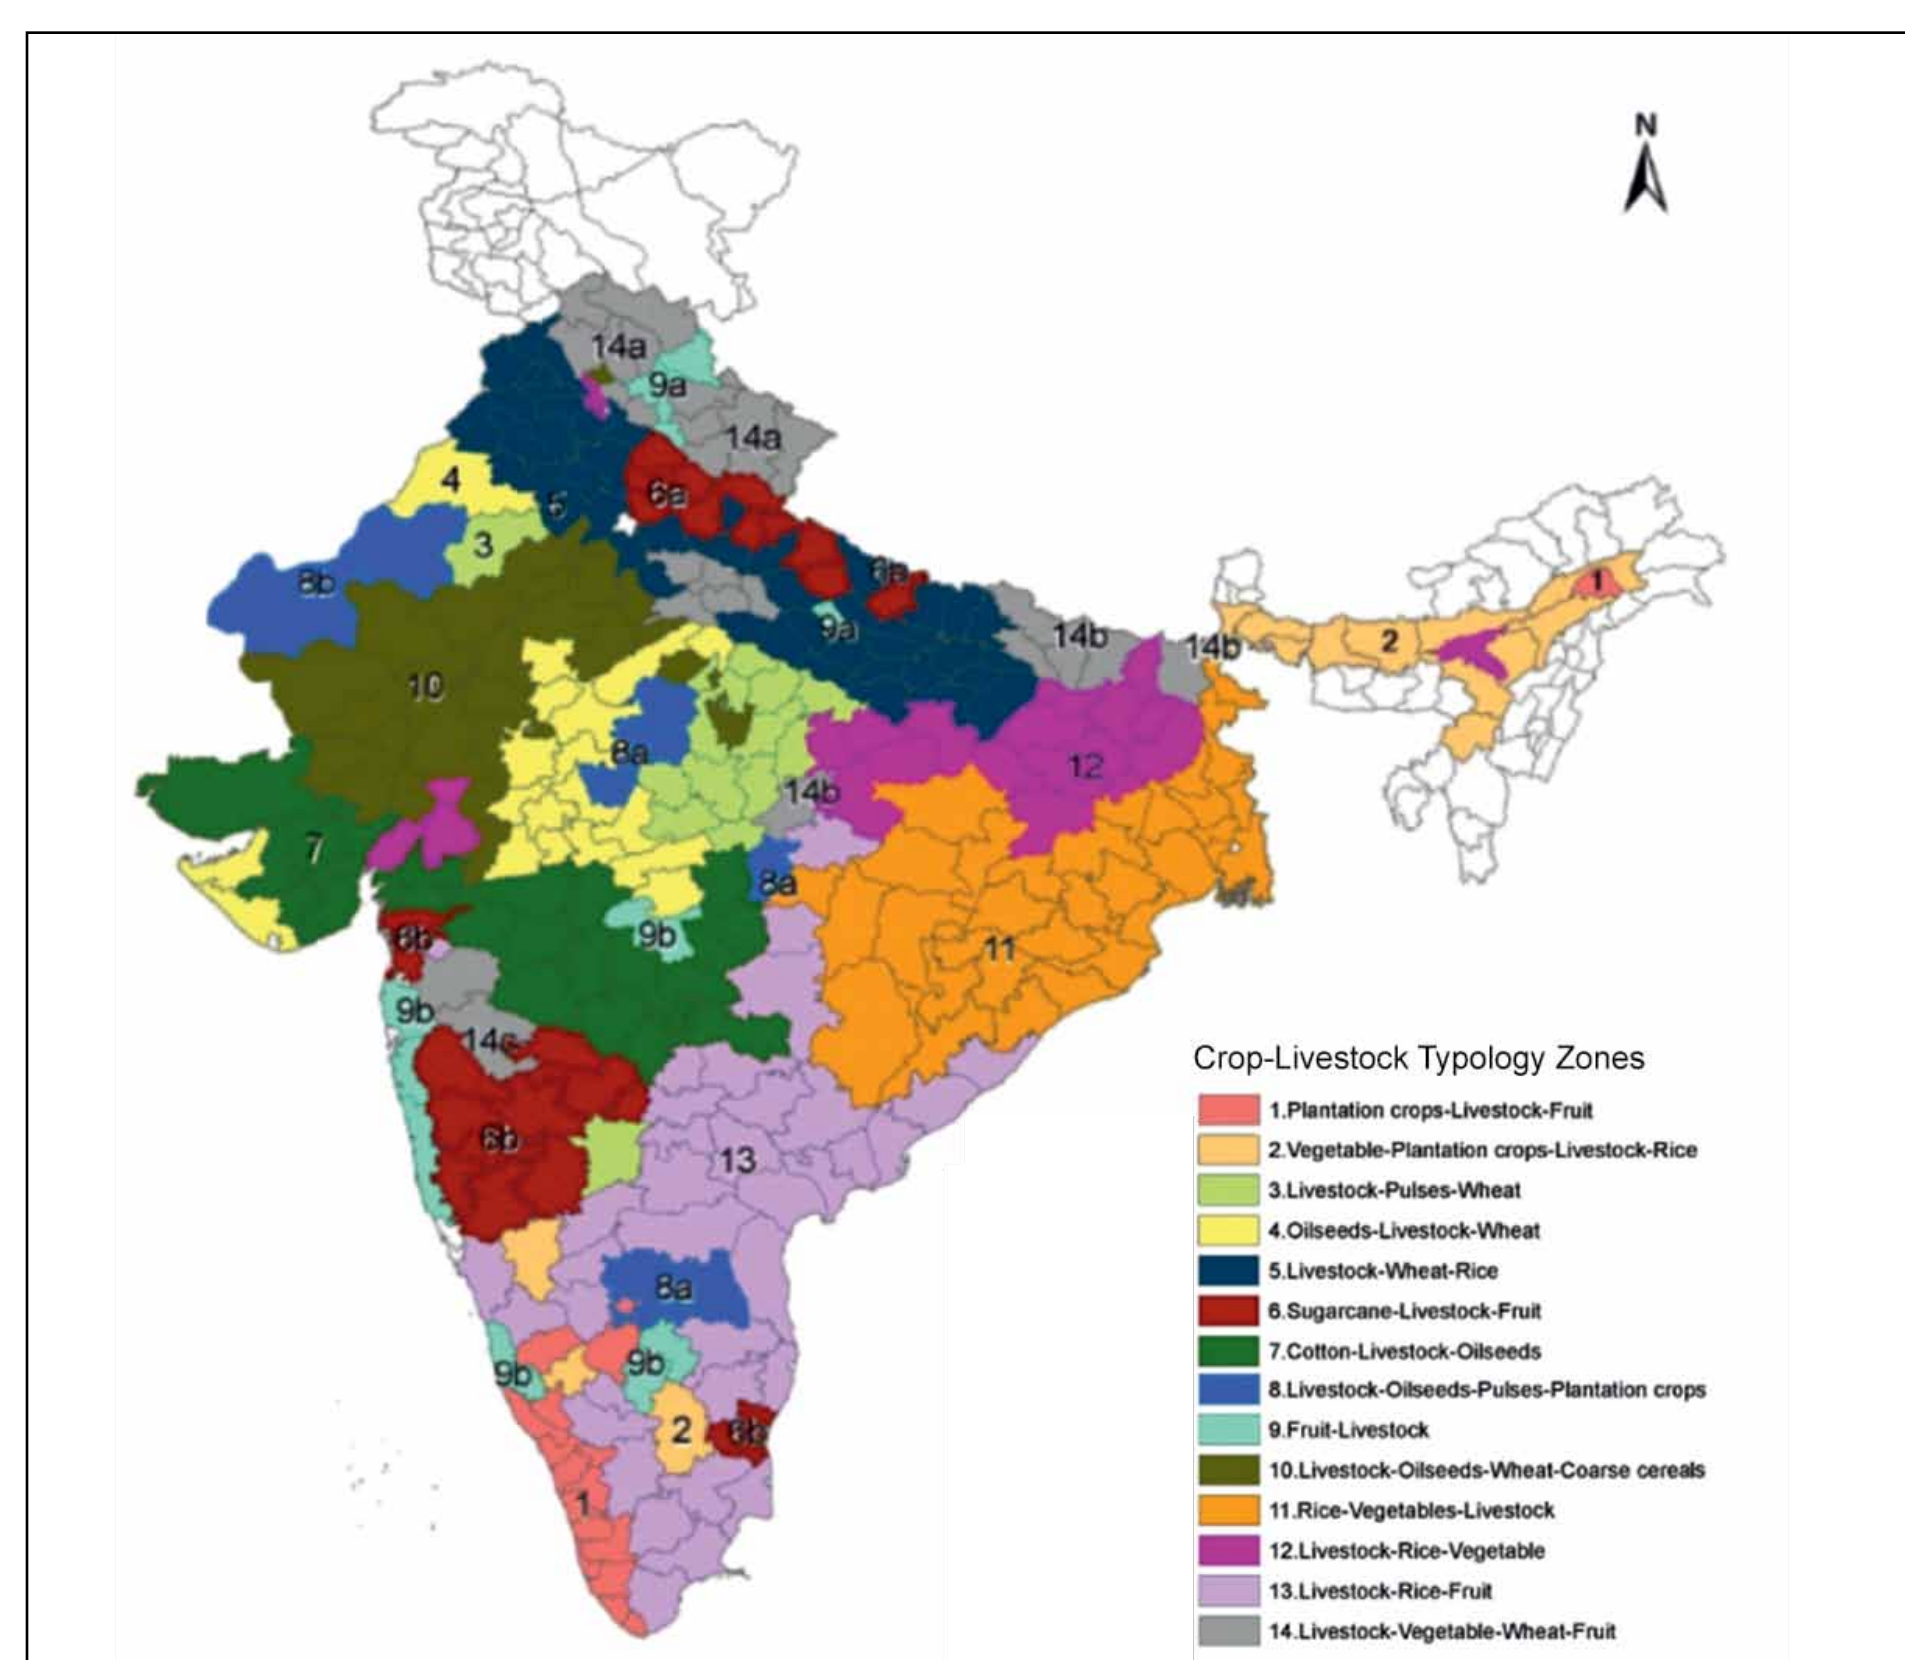 N
14a
9a
14a
4
6a
5
3
8b
6a
1
9a
14b
14b
2
10
8a
12
14b
7
8a
9b
6b
11
9b
14c
6b
13
8a
9b
9b
2
6b
1
Crop-Livestock Typology Zones
1.Plantation crops-Livestock-Fruit
2.Vegetable-Plantation crops-Livestock-Rice
3.Livestock-Pulses-Wheat
4.Oilseeds-Livestock-Wheat
5.Livestock-Wheat-Rice
6.Sugarcane-Livestock-Fruit
7.Cotton-Livestock-Oilseeds
8.Livestock-Oilseeds-Pulses-Plantation crops
9.Fruit-Livestock
10.Livestock-Oilseeds-Wheat-Coarse cereals
11.Rice-Vegetables-Livestock
12.Livestock-Rice-Vegetable
13.Livestock-Rice-Fruit
14.Livestock-Vegetable-Wheat-Fruit